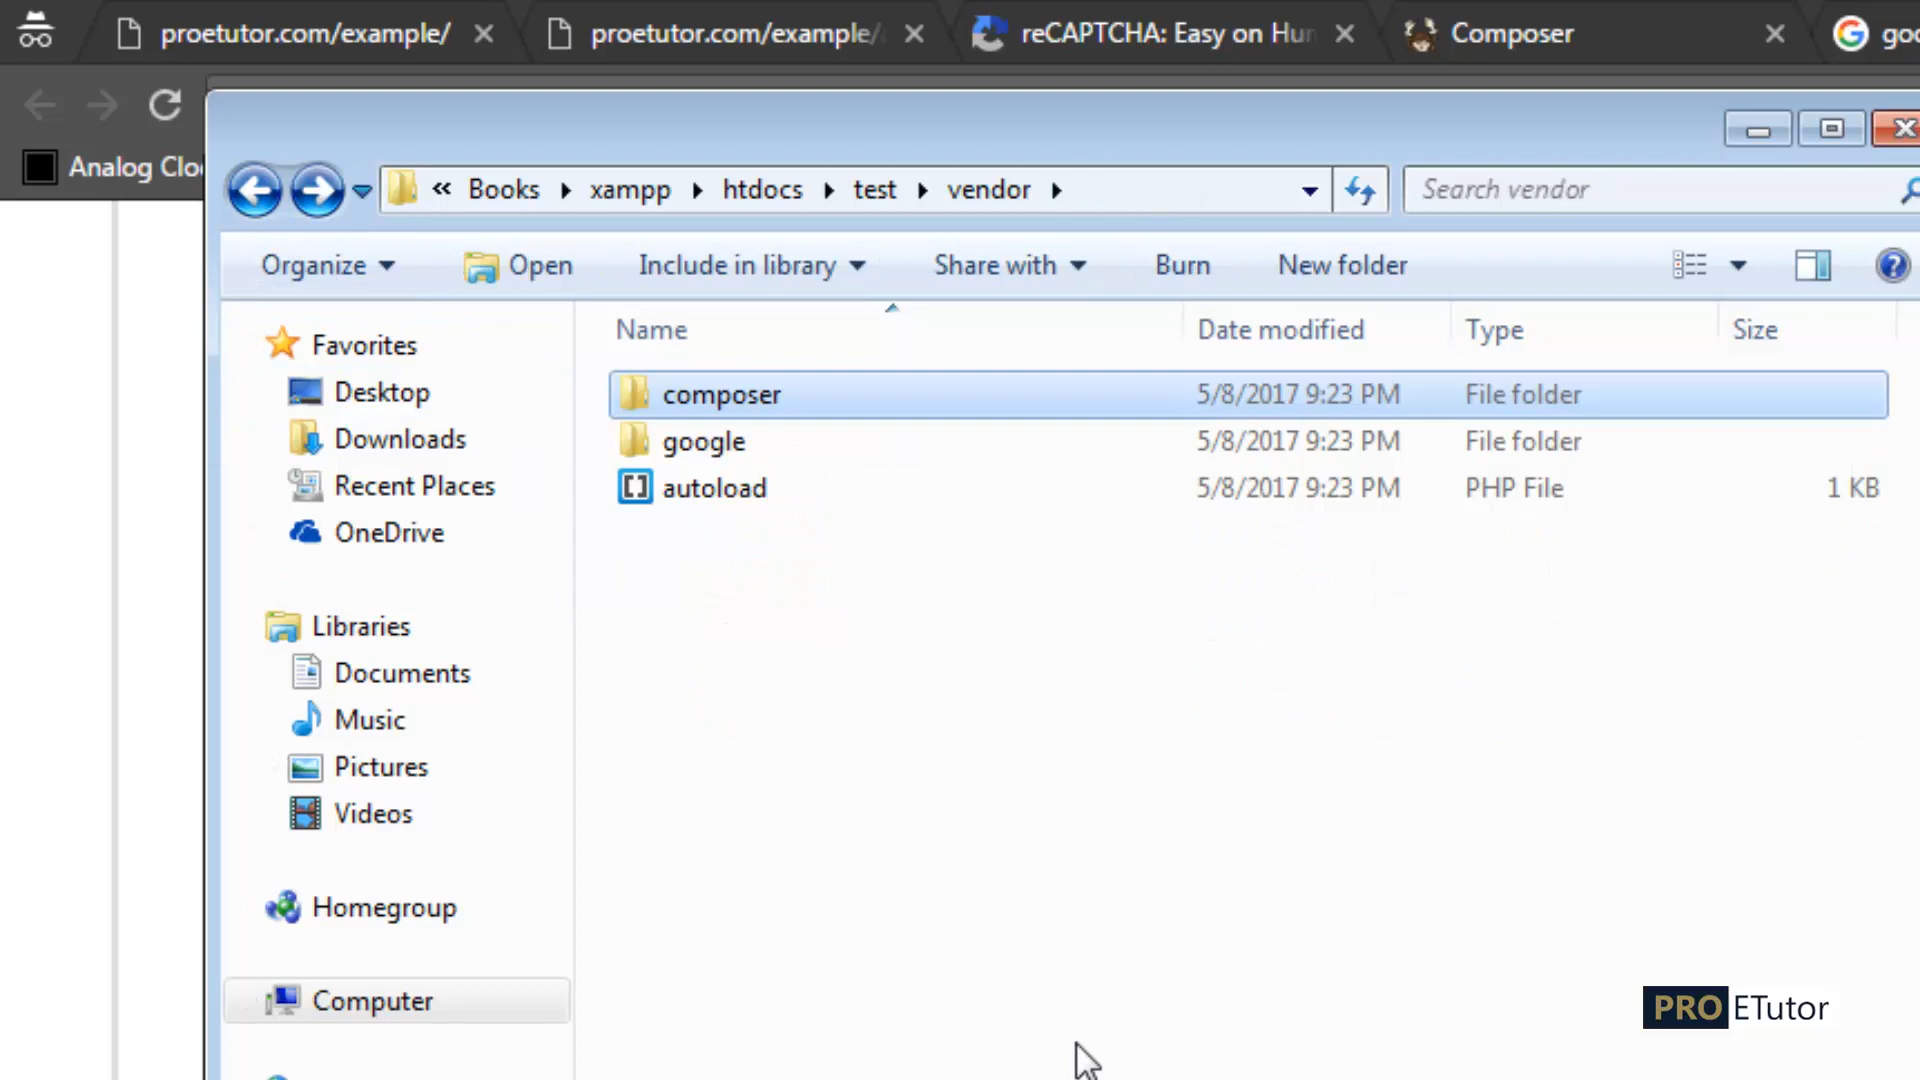 proetutor.com/example/
proetutor.com/example/
reCAPTCHA: Easy on Hum
Composer
goo
Analog Clo
« Books xampp htdocs test vendor
Search vendor
Organize
Open
Include in library
Share with
Burn
New folder
Name
Date modified
Type
Size
composer 5/8/2017 9:23 PM File folder
google 5/8/2017 9:23 PM File folder
autoload 5/8/2017 9:23 PM PHP File 1 KB
Favorites
Desktop
Downloads
Recent Places
OneDrive
Libraries
Documents
Music
Pictures
Videos
Homegroup
Computer
PRO ETutor